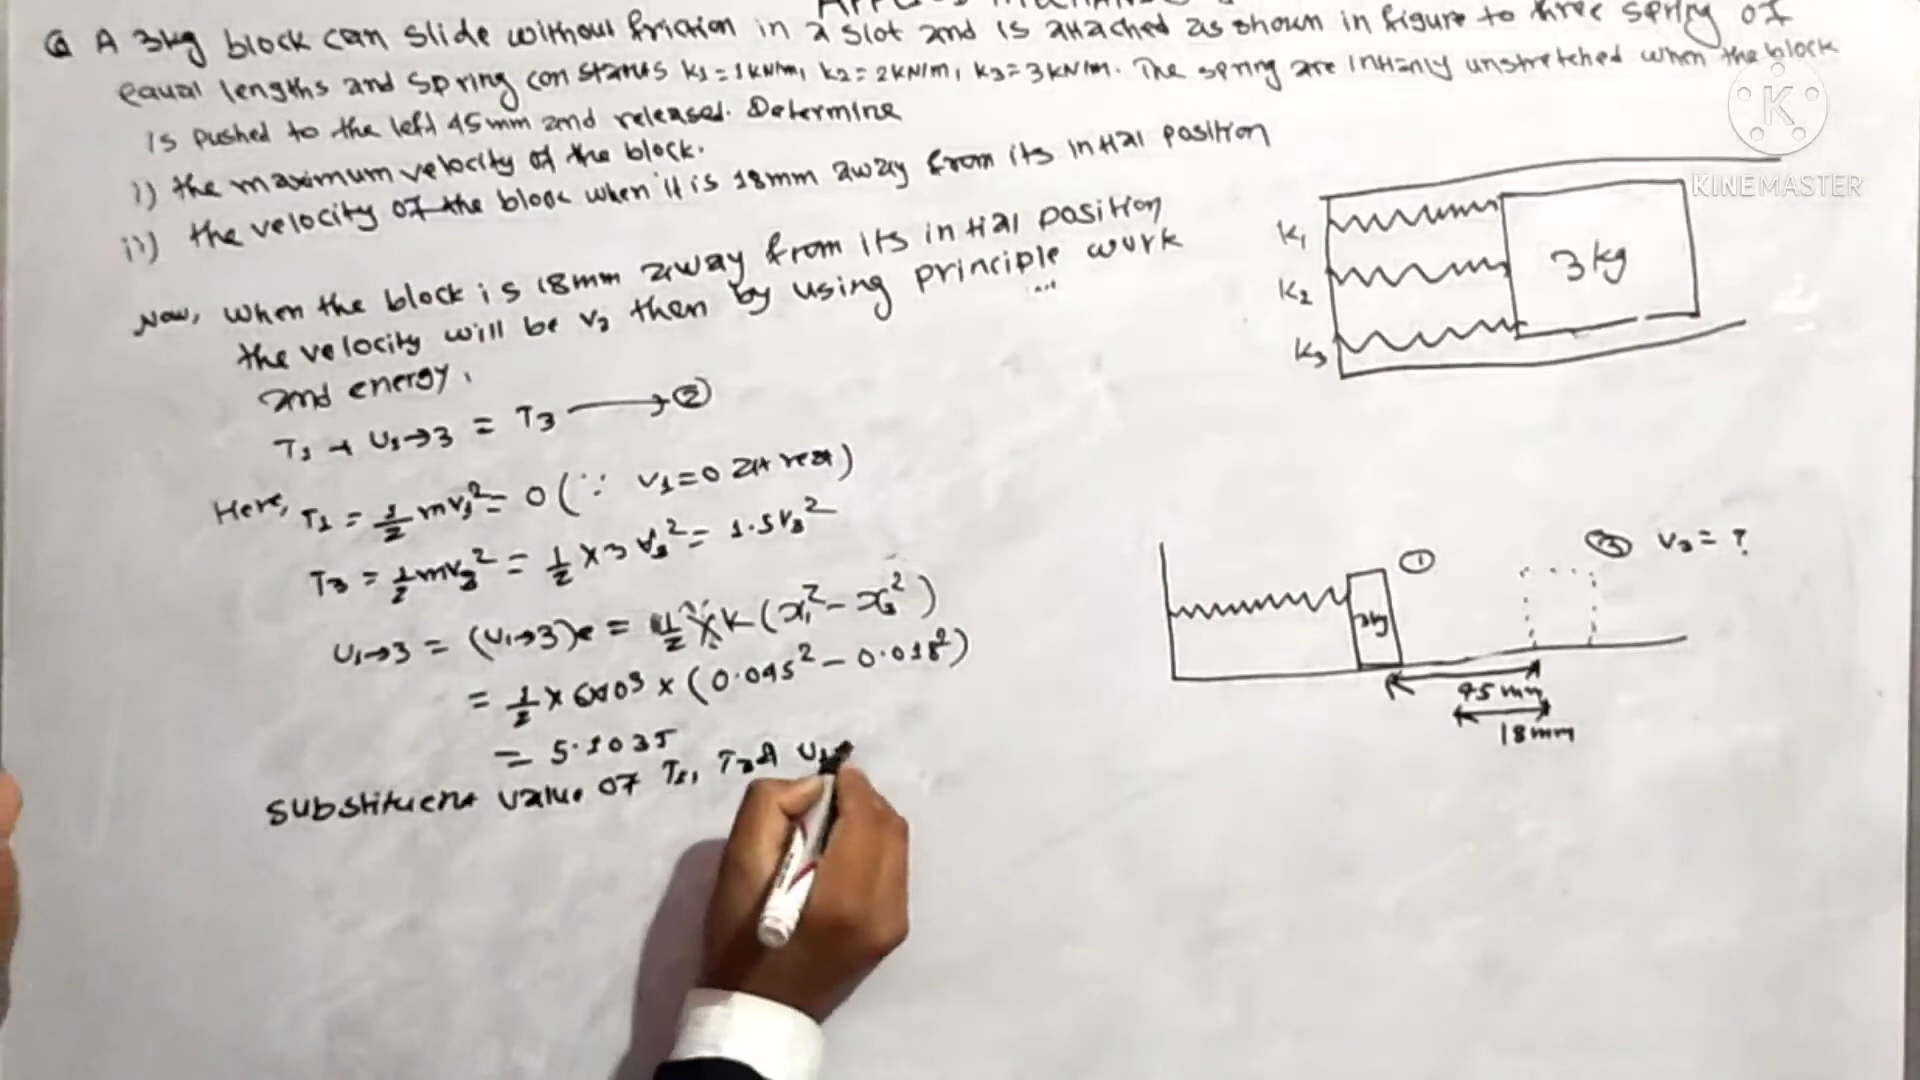 APPLIED MECHANICS
Q A 3kg block can slide without friction in a slot and is attached as shown in figure to three spring of
equal lengths and spring constants k1 = 1kN/m, k2 = 2kN/m, k3 = 3kN/m. The spring are initially unstretched when the block
is pushed to the left 45mm and released. Determine
i) the maximum velocity of the block.
ii) the velocity of the block when it is 18mm away from its initial position
Now, when the block is 18mm away from its initial position
the velocity will be v3 then by using principle work
and energy.
T1 + U1→3 = T3 → ②
Here, T1 = 1/2 mv1² = 0 (∵ v1 = 0 at rest)
T3 = 1/2 mv3² = 1/2 × 3 v3² = 1.5v3²
U1→3 = (U1→3)e = 1/2 × k (x1² − x3²)
= 1/2 × 6×10³ × (0.045² − 0.018²)
= 5.103J
Substituent value of T1, T3 & U1
K
KINEMASTER
k1
k2
k3
3kg
①
③ v3 = ?
3kg
45 mm
18mm